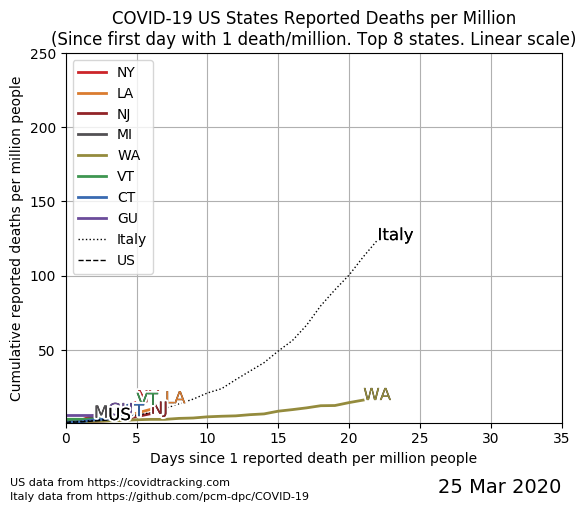 COVID-19 US States Reported Deaths per Million
(Since first day with 1 death/million. Top 8 states. Linear scale)
Cumulative reported deaths per million people
250
200
150
100
50
NY
LA
NJ
MI
WA
VT
CT
GU
Italy
US
Italy
WA
LA
VT
NJ
US
0
5
10
15
20
25
30
35
Days since 1 reported death per million people
US data from https://covidtracking.com
Italy data from https://github.com/pcm-dpc/COVID-19
25 Mar 2020